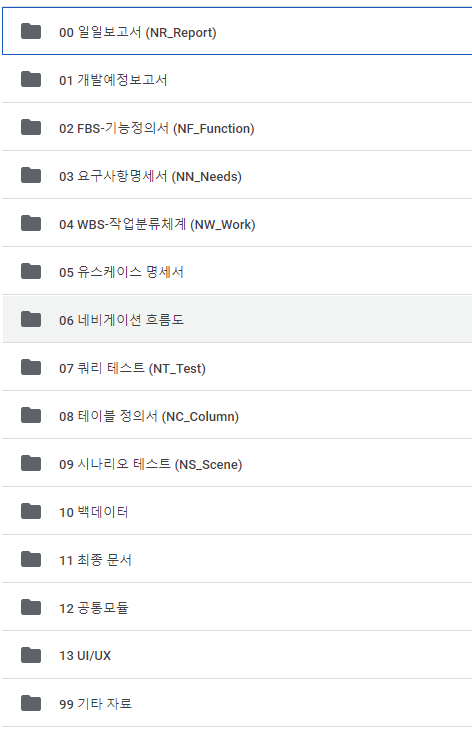 00 일일보고서 (NR_Report)
01 개발예정보고서
02 FBS-기능정의서 (NF_Function)
03 요구사항명세서 (NN_Needs)
04 WBS-작업분류체계 (NW_Work)
05 유스케이스 명세서
06 네비게이션 흐름도
07 쿼리 테스트 (NT_Test)
08 테이블 정의서 (NC_Column)
09 시나리오 테스트 (NS_Scene)
10 백데이터
11 최종 문서
12 공통모듈
13 UI/UX
99 기타 자료